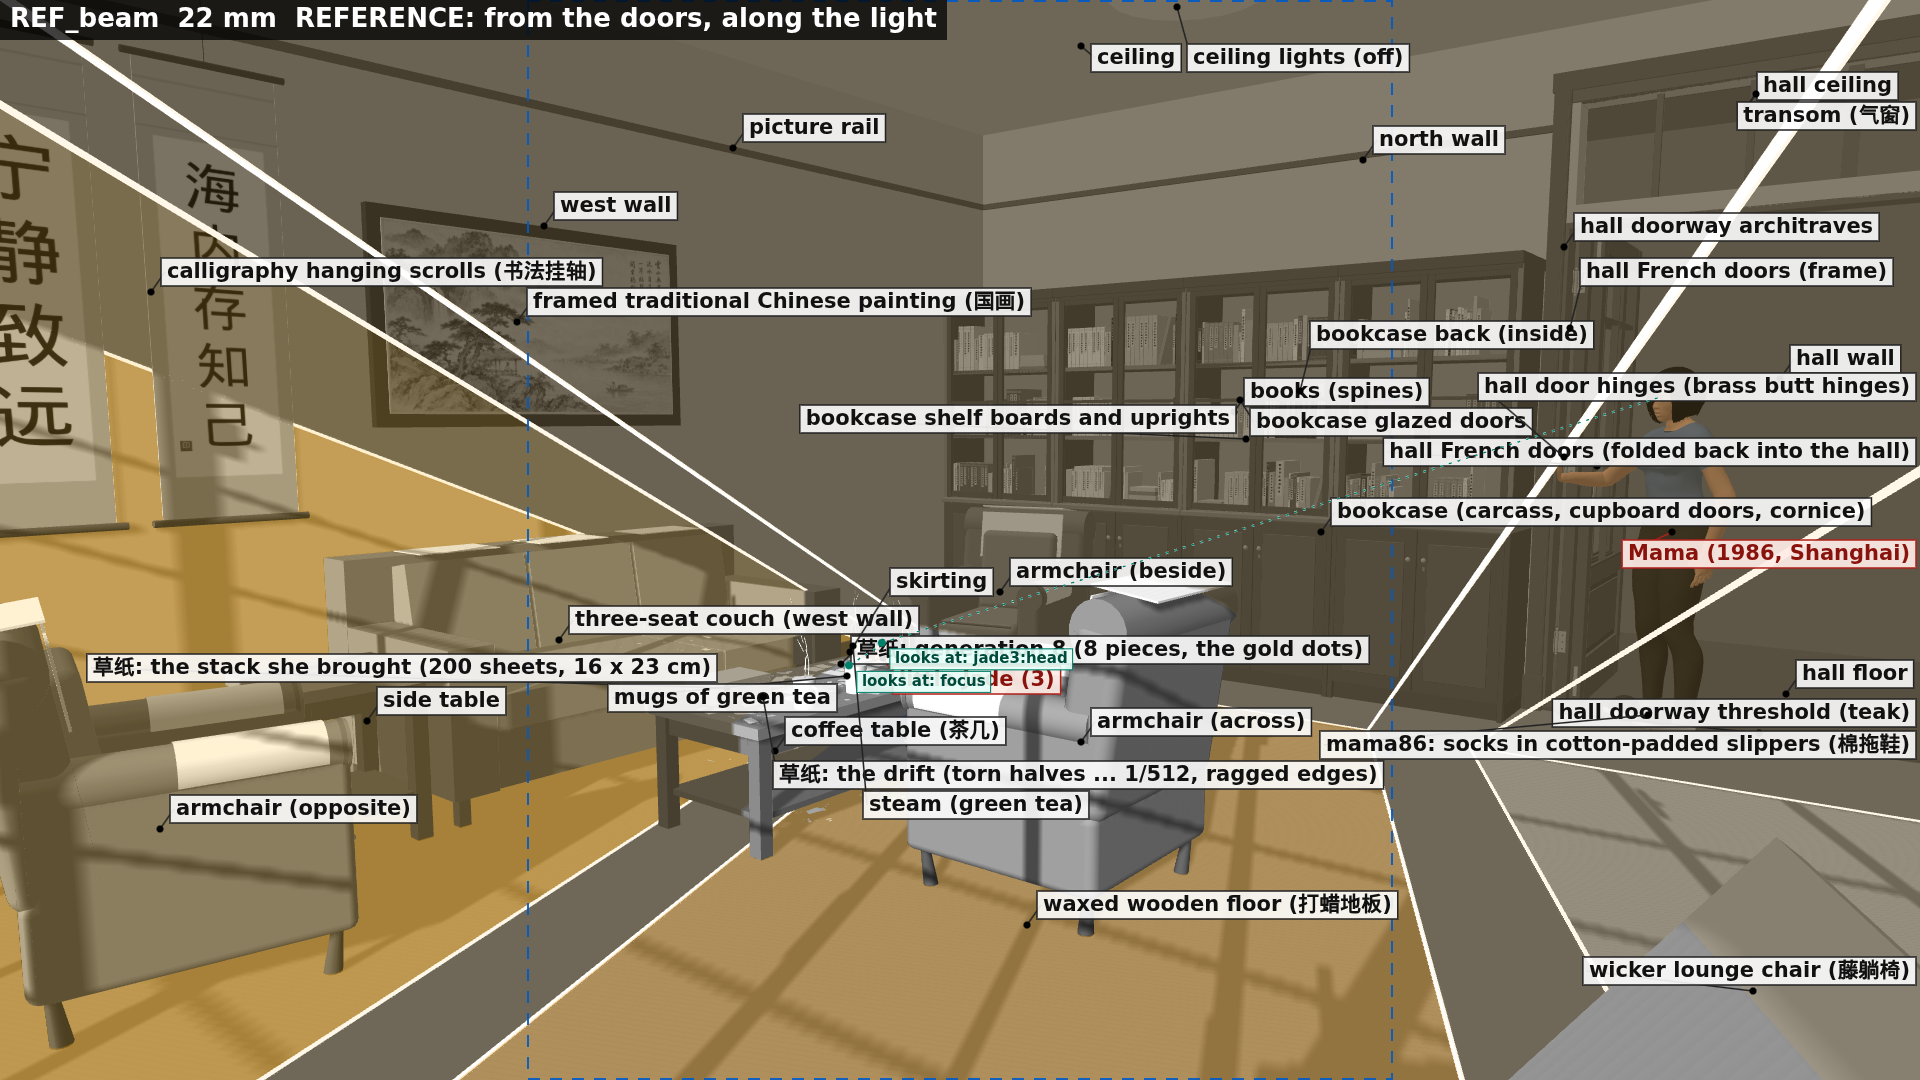 REF_beam 22 mm REFERENCE: from the doors, along the light
ceiling
ceiling lights (off)
hall ceiling
transom (气窗)
picture rail
north wall
west wall
hall doorway architraves
calligraphy hanging scrolls (书法挂轴)
hall French doors (frame)
framed traditional Chinese painting (国画)
bookcase back (inside)
hall wall
hall door hinges (brass butt hinges)
books (spines)
bookcase shelf boards and uprights
bookcase glazed doors
hall French doors (folded back into the hall)
bookcase (carcass, cupboard doors, cornice)
Mama (1986, Shanghai)
skirting
armchair (beside)
three-seat couch (west wall)
草纸: generation 8 (8 pieces, the gold dots)
looks at: jade3:head
草纸: the stack she brought (200 sheets, 16 x 23 cm)
de (3)
looks at: focus
hall floor
side table
mugs of green tea
hall doorway threshold (teak)
coffee table (茶几)
armchair (across)
mama86: socks in cotton-padded slippers (棉拖鞋)
草纸: the drift (torn halves ... 1/512, ragged edges)
steam (green tea)
armchair (opposite)
waxed wooden floor (打蜡地板)
wicker lounge chair (藤躺椅)
宁静致远
海内存知己